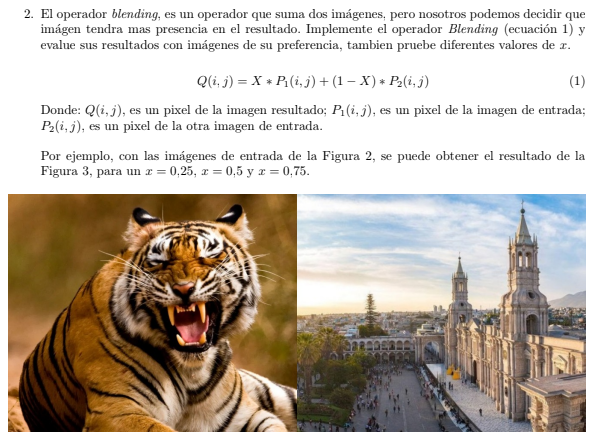 2. El operador blending, es un operador que suma dos imágenes, pero nosotros podemos decidir que
imágen tendra mas presencia en el resultado. Implemente el operador Blending (ecuación 1) y
evalue sus resultados con imágenes de su preferencia, tambien pruebe diferentes valores de x.
Q(i, j) = X ∗ P₁(i, j) + (1 − X) ∗ P₂(i, j) (1)
Donde: Q(i, j), es un pixel de la imagen resultado; P₁(i, j), es un pixel de la imagen de entrada;
P₂(i, j), es un pixel de la otra imagen de entrada.
Por ejemplo, con las imágenes de entrada de la Figura 2, se puede obtener el resultado de la
Figura 3, para un x = 0,25, x = 0,5 y x = 0,75.